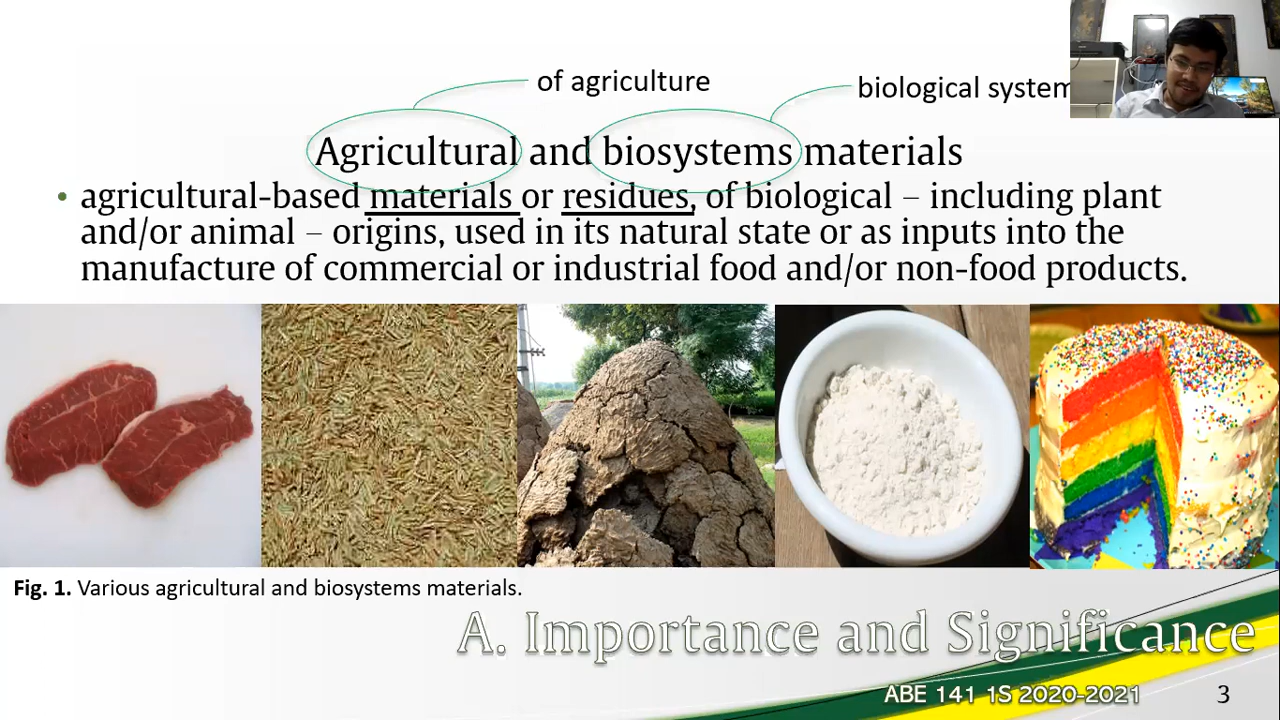 of agriculture
biological system
Agricultural and biosystems materials
• agricultural-based materials or residues, of biological – including plant
and/or animal – origins, used in its natural state or as inputs into the
manufacture of commercial or industrial food and/or non-food products.
Fig. 1. Various agricultural and biosystems materials.
A. Importance and Significance
ABE 141 1S 2020-2021
3